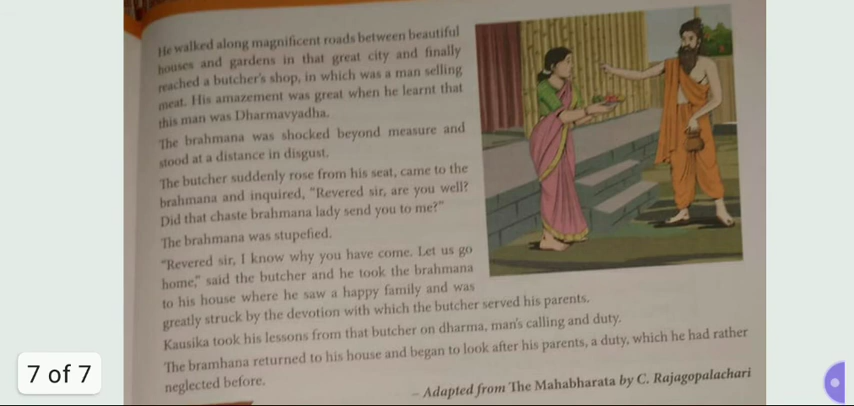 He walked along magnificent roads between beautiful
houses and gardens in that great city and finally
reached a butcher's shop, in which was a man selling
meat. His amazement was great when he learnt that
this man was Dharmavyadha.
The brahmana was shocked beyond measure and
stood at a distance in disgust.
The butcher suddenly rose from his seat, came to the
brahmana and inquired, "Revered sir, are you well?
Did that chaste brahmana lady send you to me?"
The brahmana was stupefied.
"Revered sir, I know why you have come. Let us go
home," said the butcher and he took the brahmana
to his house where he saw a happy family and was
greatly struck by the devotion with which the butcher served his parents.
Kausika took his lessons from that butcher on dharma, man's calling and duty.
The bramhana returned to his house and began to look after his parents, a duty, which he had rather
neglected before.
– Adapted from The Mahabharata by C. Rajagopalachari
7 of 7